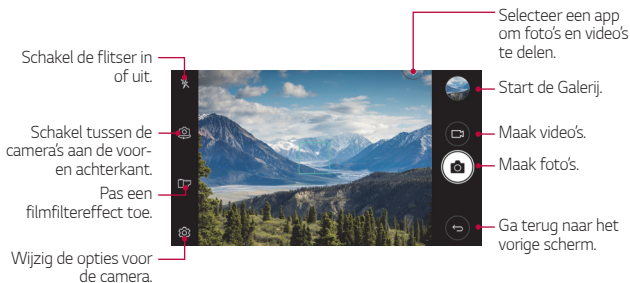 Schakel de flitser in
of uit.
Schakel tussen de
camera's aan de voor-
en achterkant.
Pas een
filmfiltereffect toe.
Wijzig de opties voor
de camera.
Selecteer een app
om foto's en video's
te delen.
Start de Galerij.
Maak video's.
Maak foto's.
Ga terug naar het
vorige scherm.